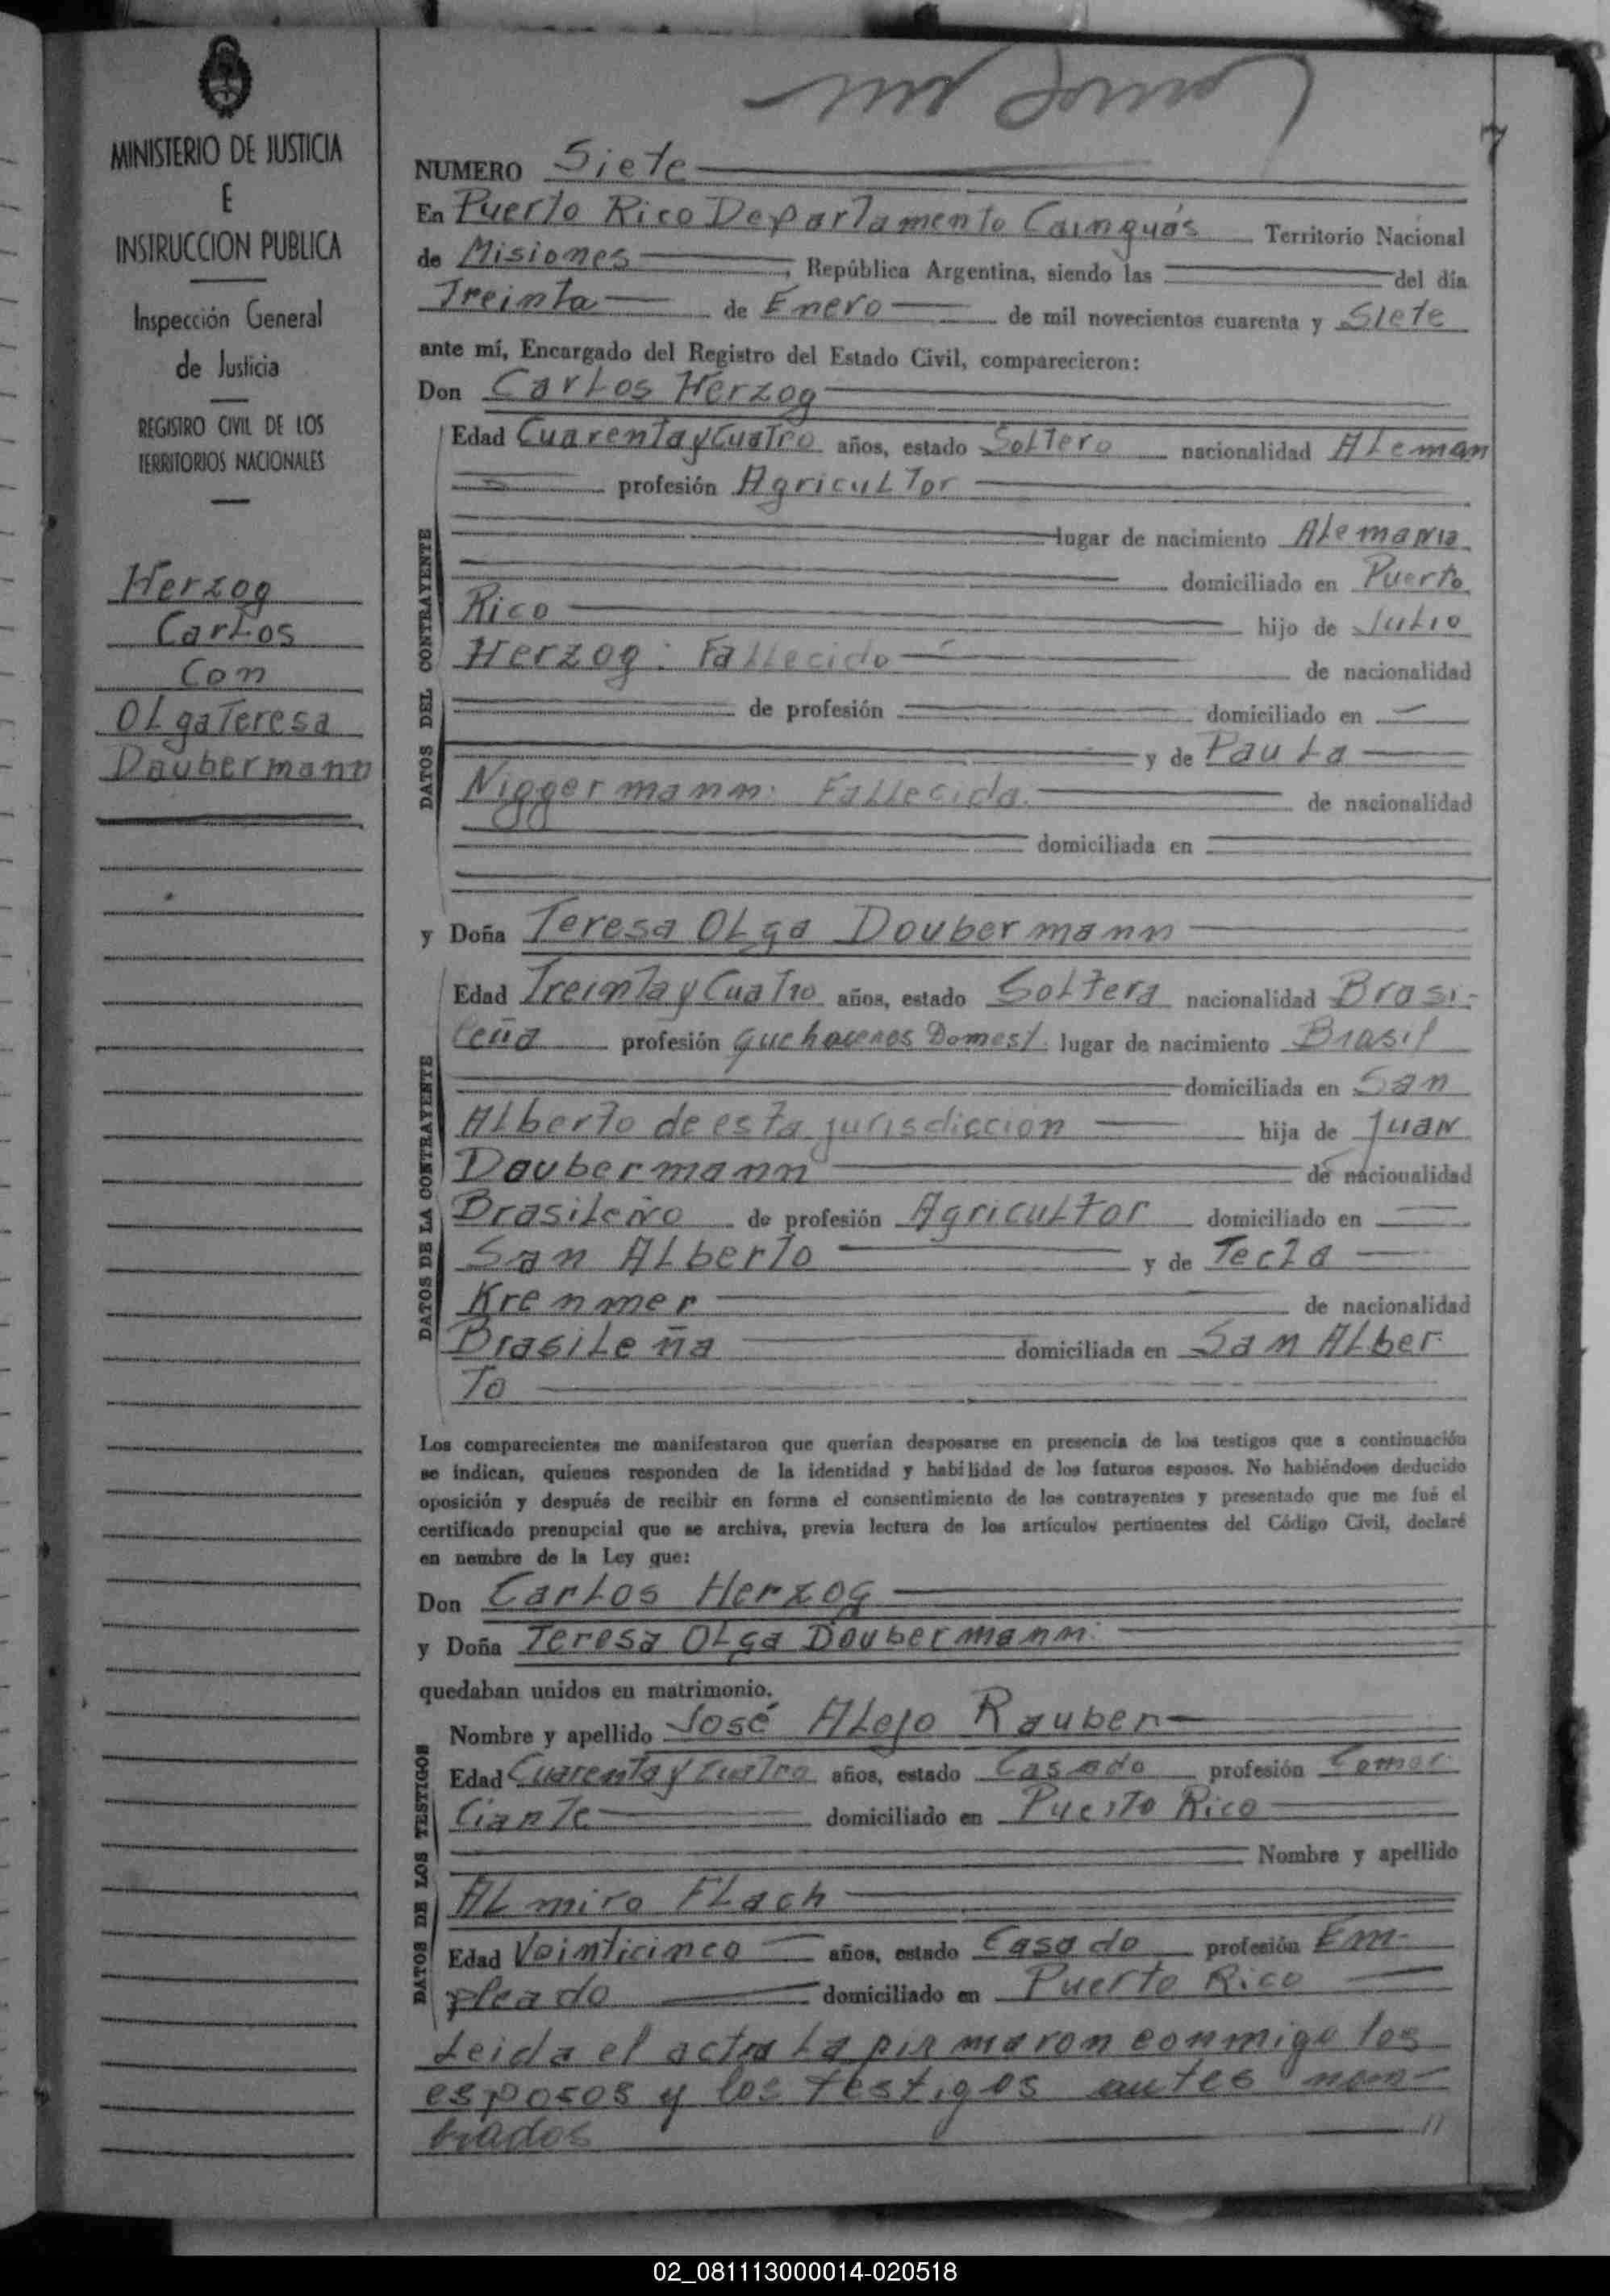 MINISTERIO DE JUSTICIA
E
INSTRUCCION PUBLICA
Inspección General
de Justicia
REGISTRO CIVIL DE LOS
TERRITORIOS NACIONALES
Herzog
Carlos
Con
Olga Teresa
Daubermann
7
NUMERO Siete
En Puerto Rico Departamento Cainguás Territorio Nacional
de Misiones, República Argentina, siendo las del día
Treinta de Enero de mil novecientos cuarenta y Siete
ante mí, Encargado del Registro del Estado Civil, comparecieron:
Don Carlos Herzog
Edad Cuarenta y Cuatro años, estado Soltero nacionalidad Aleman
profesión Agricultor
lugar de nacimiento Alemania
domiciliado en Puerto
Rico hijo de Julio
Herzog: Fallecido de nacionalidad
de profesión domiciliado en
y de Paula
Niggermann: Fallecida. de nacionalidad
domiciliada en
DATOS DEL CONTRAYENTE
y Doña Teresa Olga Doubermann
Edad Treinta y Cuatro años, estado Soltera nacionalidad Brasi-
leña profesión quehaceres Domest. lugar de nacimiento Brasil
domiciliada en San
Alberto de esta jurisdiccion hija de Juan
Doubermann de nacionalidad
Brasileño de profesión Agricultor domiciliado en
San Alberto y de Tecla
Krenmer de nacionalidad
Brasileña domiciliada en San Alber
To
DATOS DE LA CONTRAYENTE
Los comparecientes me manifestaron que querían desposarse en presencia de los testigos que a continuación
se indican, quienes responden de la identidad y habilidad de los futuros esposos. No habiéndose deducido
oposición y después de recibir en forma el consentimiento de los contrayentes y presentado que me fué el
certificado prenupcial que se archiva, previa lectura de los artículos pertinentes del Código Civil, declaré
en nombre de la Ley que:
Don Carlos Herzog
y Doña Teresa Olga Doubermann.
quedaban unidos en matrimonio.
Nombre y apellido José Alejo Rauber
Edad Cuarenta y Cuatro años, estado Casado profesión Comer
ciante domiciliado en Puerto Rico
Nombre y apellido
Almiro Flach
Edad Veinticinco años, estado Casado profesión Em-
pleado domiciliado en Puerto Rico
DATOS DE LOS TESTIGOS
Leida el acta la firmaron conmigo los
esposos y los testigos antes nom-
brados //
02_081113000014-020518